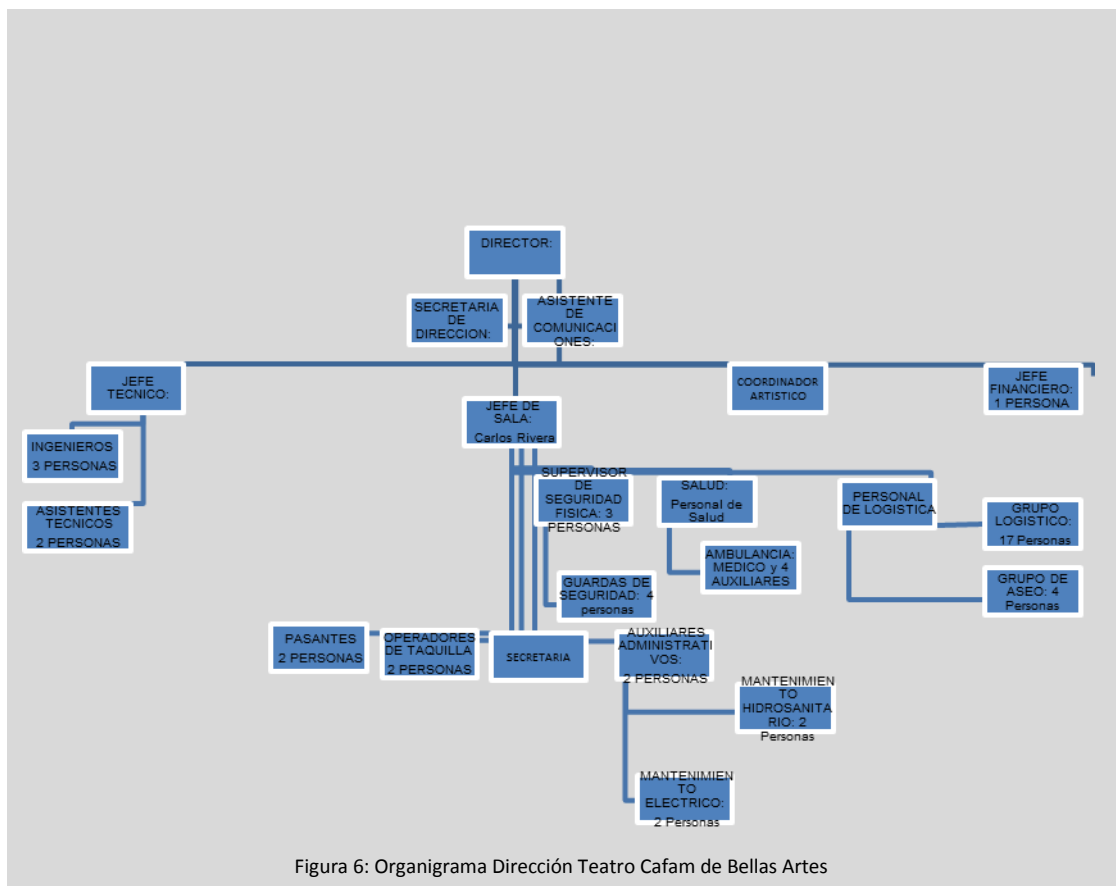 DIRECTOR:
SECRETARIA
DE
DIRECCION:
ASISTENTE
DE
COMUNICACI
ONES:
JEFE
TECNICO:
COORDINADOR
ARTISTICO
JEFE
FINANCIERO:
1 PERSONA
JEFE DE
SALA:
Carlos Rivera
INGENIEROS
3 PERSONAS
ASISTENTES
TECNICOS
2 PERSONAS
SUPERVISOR
DE
SEGURIDAD
FISICA: 3
PERSONAS
SALUD:
Personal de
Salud
PERSONAL
DE LOGISTICA
GRUPO
LOGISTICO:
17 Personas
AMBULANCIA:
MEDICO y 4
AUXILIARES
GUARDAS DE
SEGURIDAD: 4
personas
GRUPO DE
ASEO: 4
Personas
PASANTES
2 PERSONAS
OPERADORES
DE TAQUILLA
2 PERSONAS
SECRETARIA
AUXILIARES
ADMINISTRATI
VOS:
2 PERSONAS
MANTENIMIEN
TO
HIDROSANITA
RIO: 2
Personas
MANTENIMIEN
TO
ELECTRICO:
2 Personas
Figura 6: Organigrama Dirección Teatro Cafam de Bellas Artes